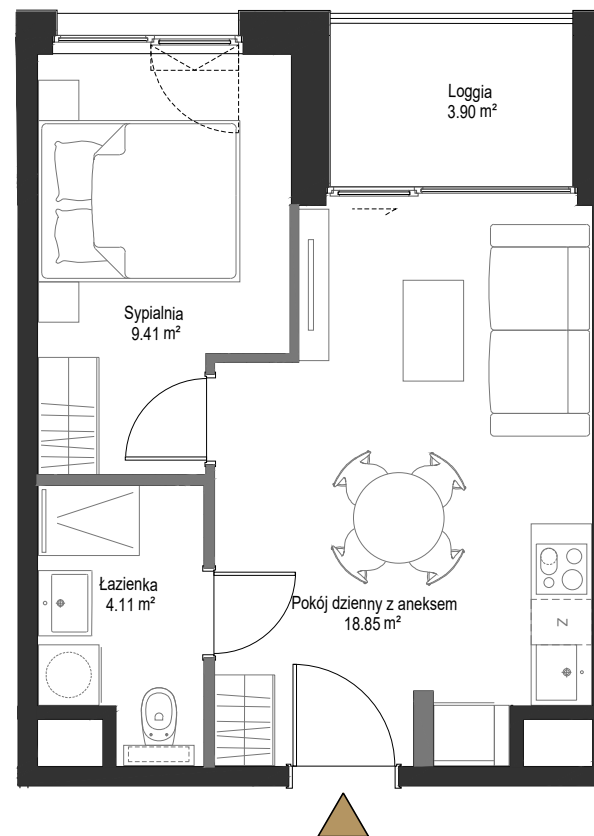 Loggia
3.90 m²
Sypialnia
9.41 m²
Łazienka
4.11 m²
Pokój dzienny z aneksem
18.85 m²
Z